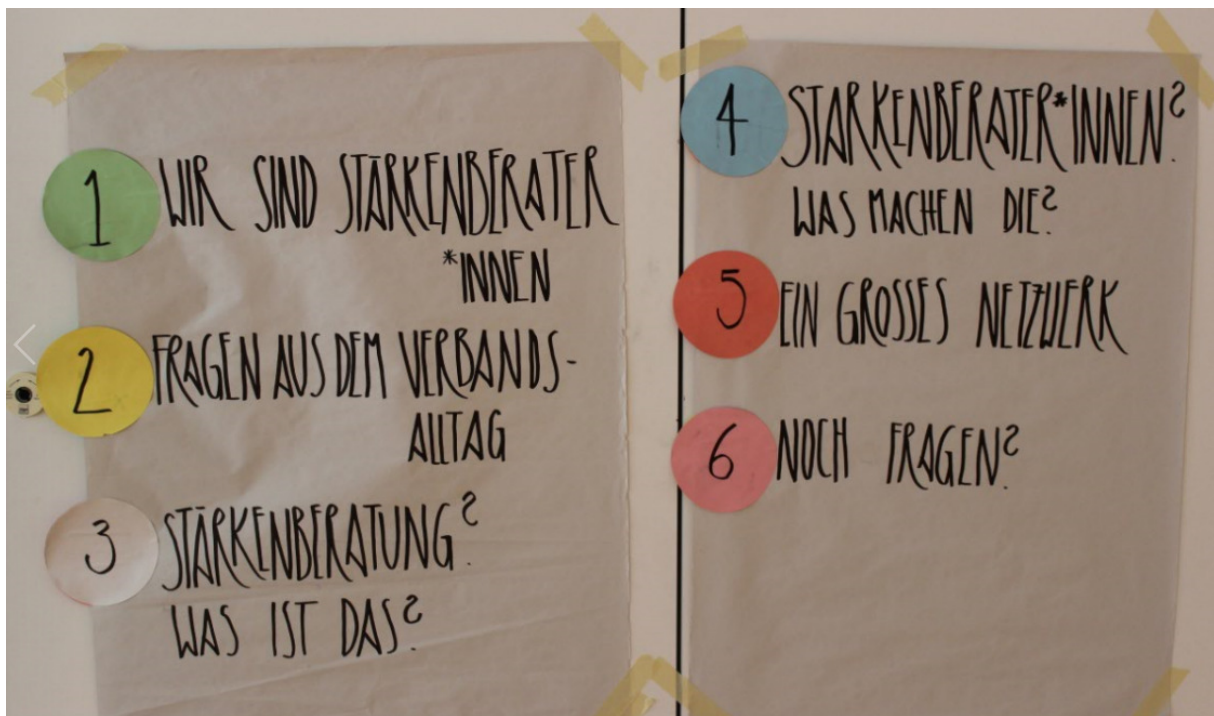 1 WIR SIND STÄRKENBERATER
*INNEN
2 FRAGEN AUS DEM VERBANDS-
ALLTAG
3 STÄRKENBERATUNG?
WAS IST DAS?
4 STARKENBERATER*INNEN?
WAS MACHEN DIE?
5 EIN GROSSES NETZWERK
6 NOCH FRAGEN?